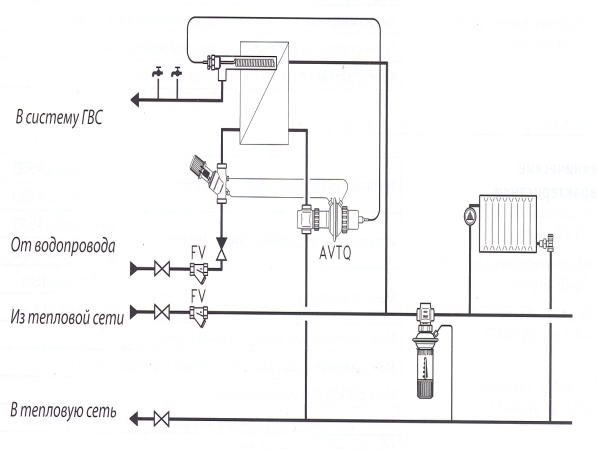 В систему ГВС
От водопровода
FV
AVTQ
FV
Из тепловой сети
В тепловую сеть